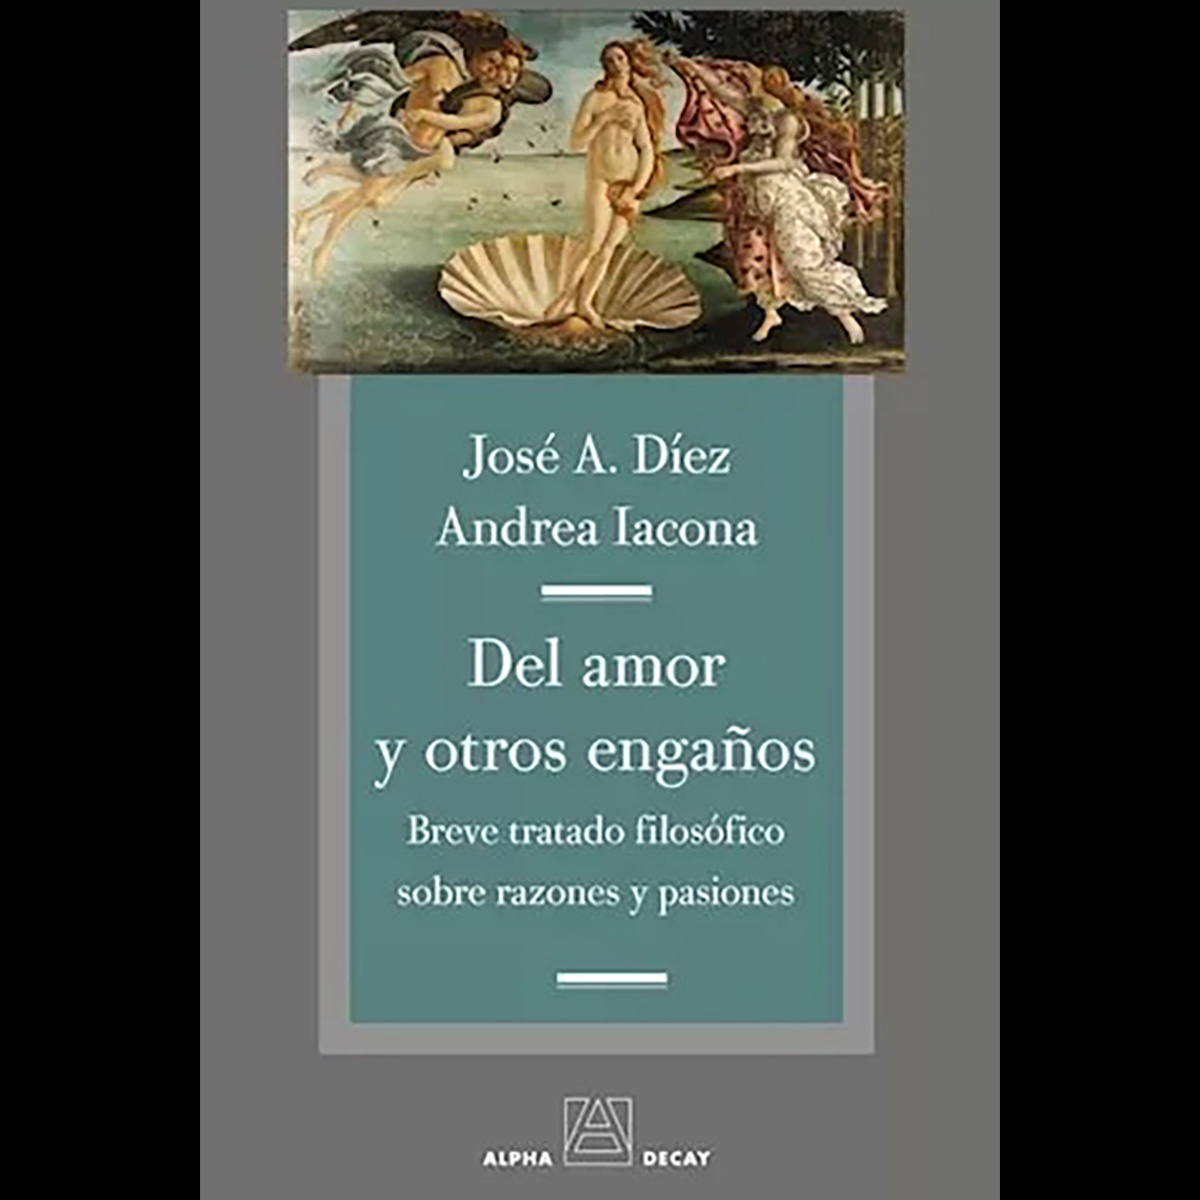 José A. Díez
Andrea Iacona
Del amor
y otros engaños
Breve tratado filosófico
sobre razones y pasiones
ALPHA DECAY